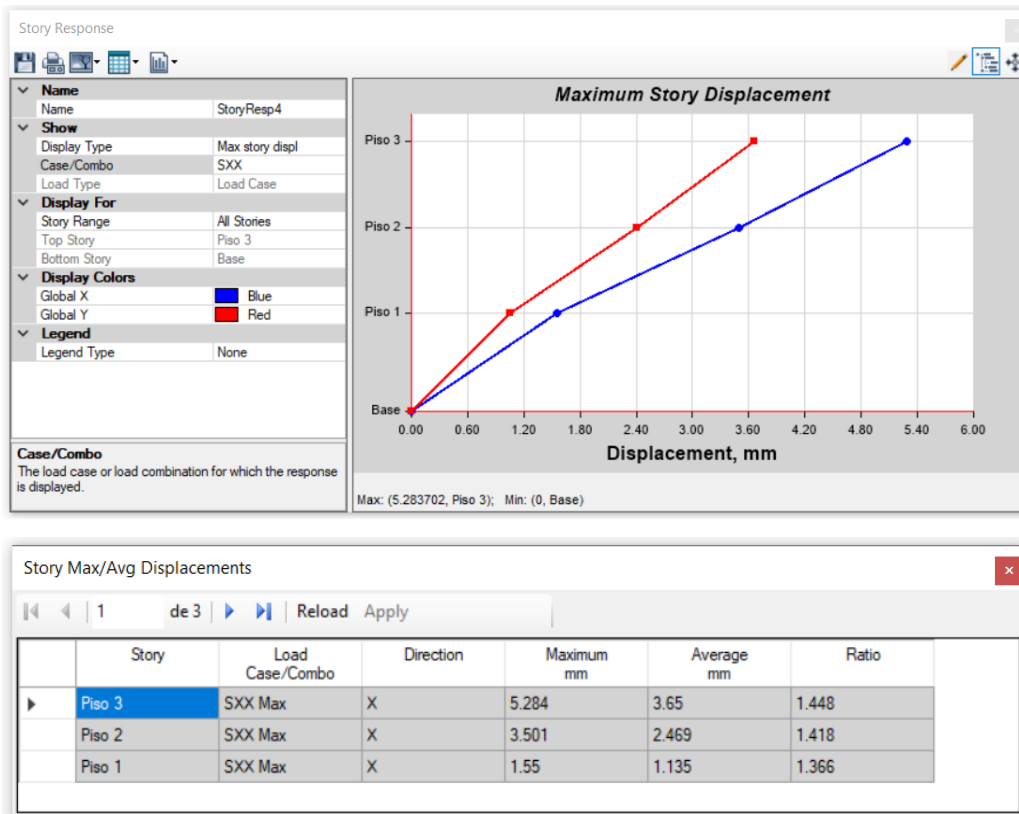 Story Response
Name
Name StoryResp4
Show
Display Type Max story displ
Case/Combo SXX
Load Type Load Case
Display For
Story Range All Stories
Top Story Piso 3
Bottom Story Base
Display Colors
Global X Blue
Global Y Red
Legend
Legend Type None
Case/Combo
The load case or load combination for which the response
is displayed.
Maximum Story Displacement
Piso 3
Piso 2
Piso 1
Base
0.00 0.60 1.20 1.80 2.40 3.00 3.60 4.20 4.80 5.40 6.00
Displacement, mm
Max: (5.283702, Piso 3); Min: (0, Base)
Story Max/Avg Displacements
1 de 3 Reload Apply
Story Load Case/Combo Direction Maximum mm Average mm Ratio
Piso 3 SXX Max X 5.284 3.65 1.448
Piso 2 SXX Max X 3.501 2.469 1.418
Piso 1 SXX Max X 1.55 1.135 1.366